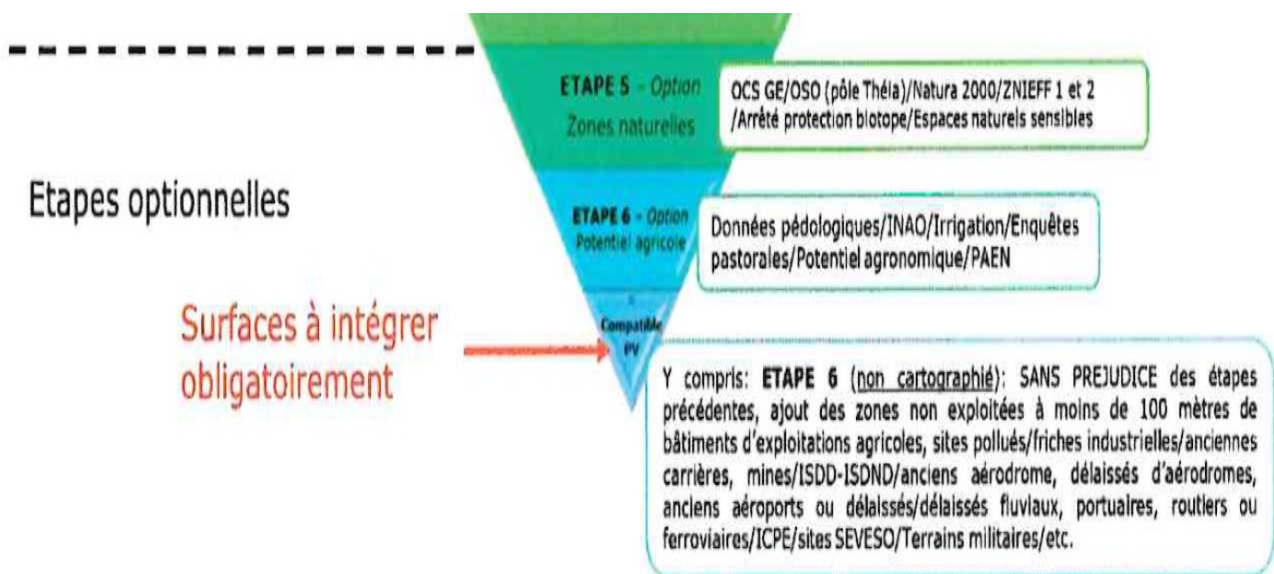 ETAPE 5 - Option
Zones naturelles
OCS GE/OSO (pôle Théia)/Natura 2000/ZNIEFF 1 et 2
/Arrêté protection biotope/Espaces naturels sensibles
Etapes optionnelles
ETAPE 6 - Option
Potentiel agricole
Données pédologiques/INAO/Irrigation/Enquêtes
pastorales/Potentiel agronomique/PAEN
Surfaces à intégrer
obligatoirement
Compatible
PV
Y compris: ETAPE 6 (non cartographié): SANS PREJUDICE des étapes
précédentes, ajout des zones non exploitées à moins de 100 mètres de
bâtiments d'exploitations agricoles, sites pollués/friches industrielles/anciennes
carrières, mines/ISDD-ISDND/anciens aérodrome, délaissés d'aérodromes,
anciens aéroports ou délaissés/délaissés fluviaux, portuaires, routiers ou
ferroviaires/ICPE/sites SEVESO/Terrains militaires/etc.